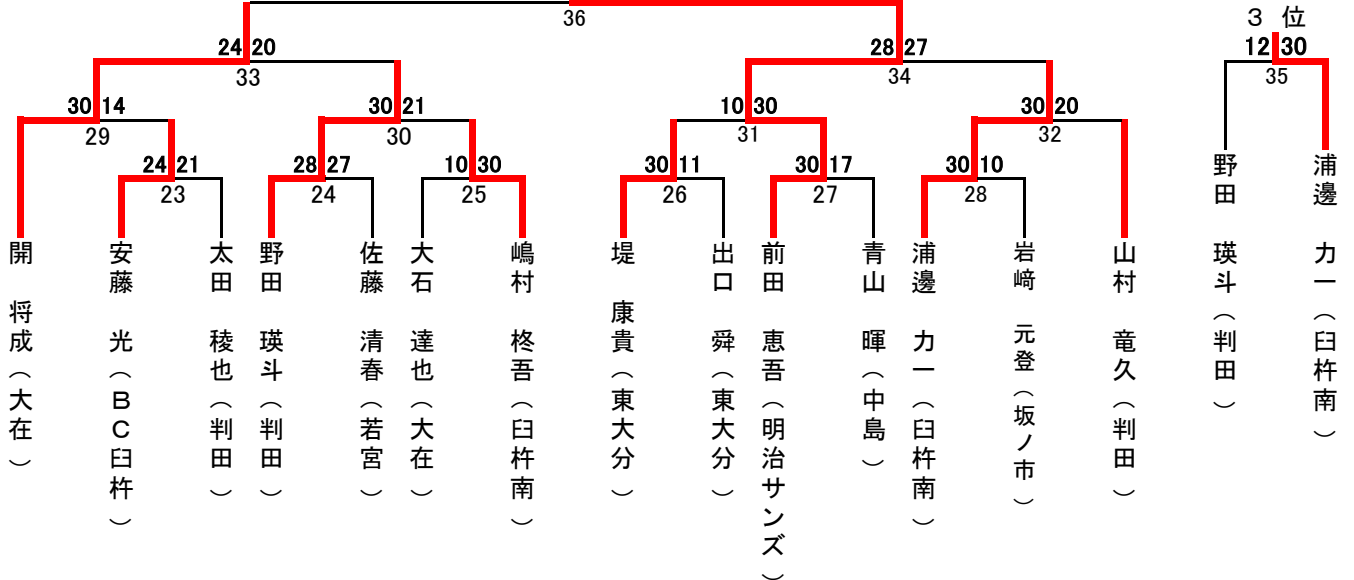 36
3 位
24 20
28 27
12 30
33
34
35
30 14
30 21
10 30
30 20
29
30
31
32
24 21
28 27
10 30
30 11
30 17
30 10
23
24
25
26
27
28
開 将成(大在)
安藤 光(BC臼杵)
太田 稜也(判田)
野田 瑛斗(判田)
佐藤 清春(若宮)
大石 達也(大在)
嶋村 柊吾(臼杵南)
堤 康貴(東大分)
出口 舜(東大分)
前田 恵吾(明治サンズ)
青山 暉(中島)
浦邊 力一(臼杵南)
岩﨑 元登(坂ノ市)
山村 竜久(判田)
野田 瑛斗(判田)
浦邊 力一(臼杵南)